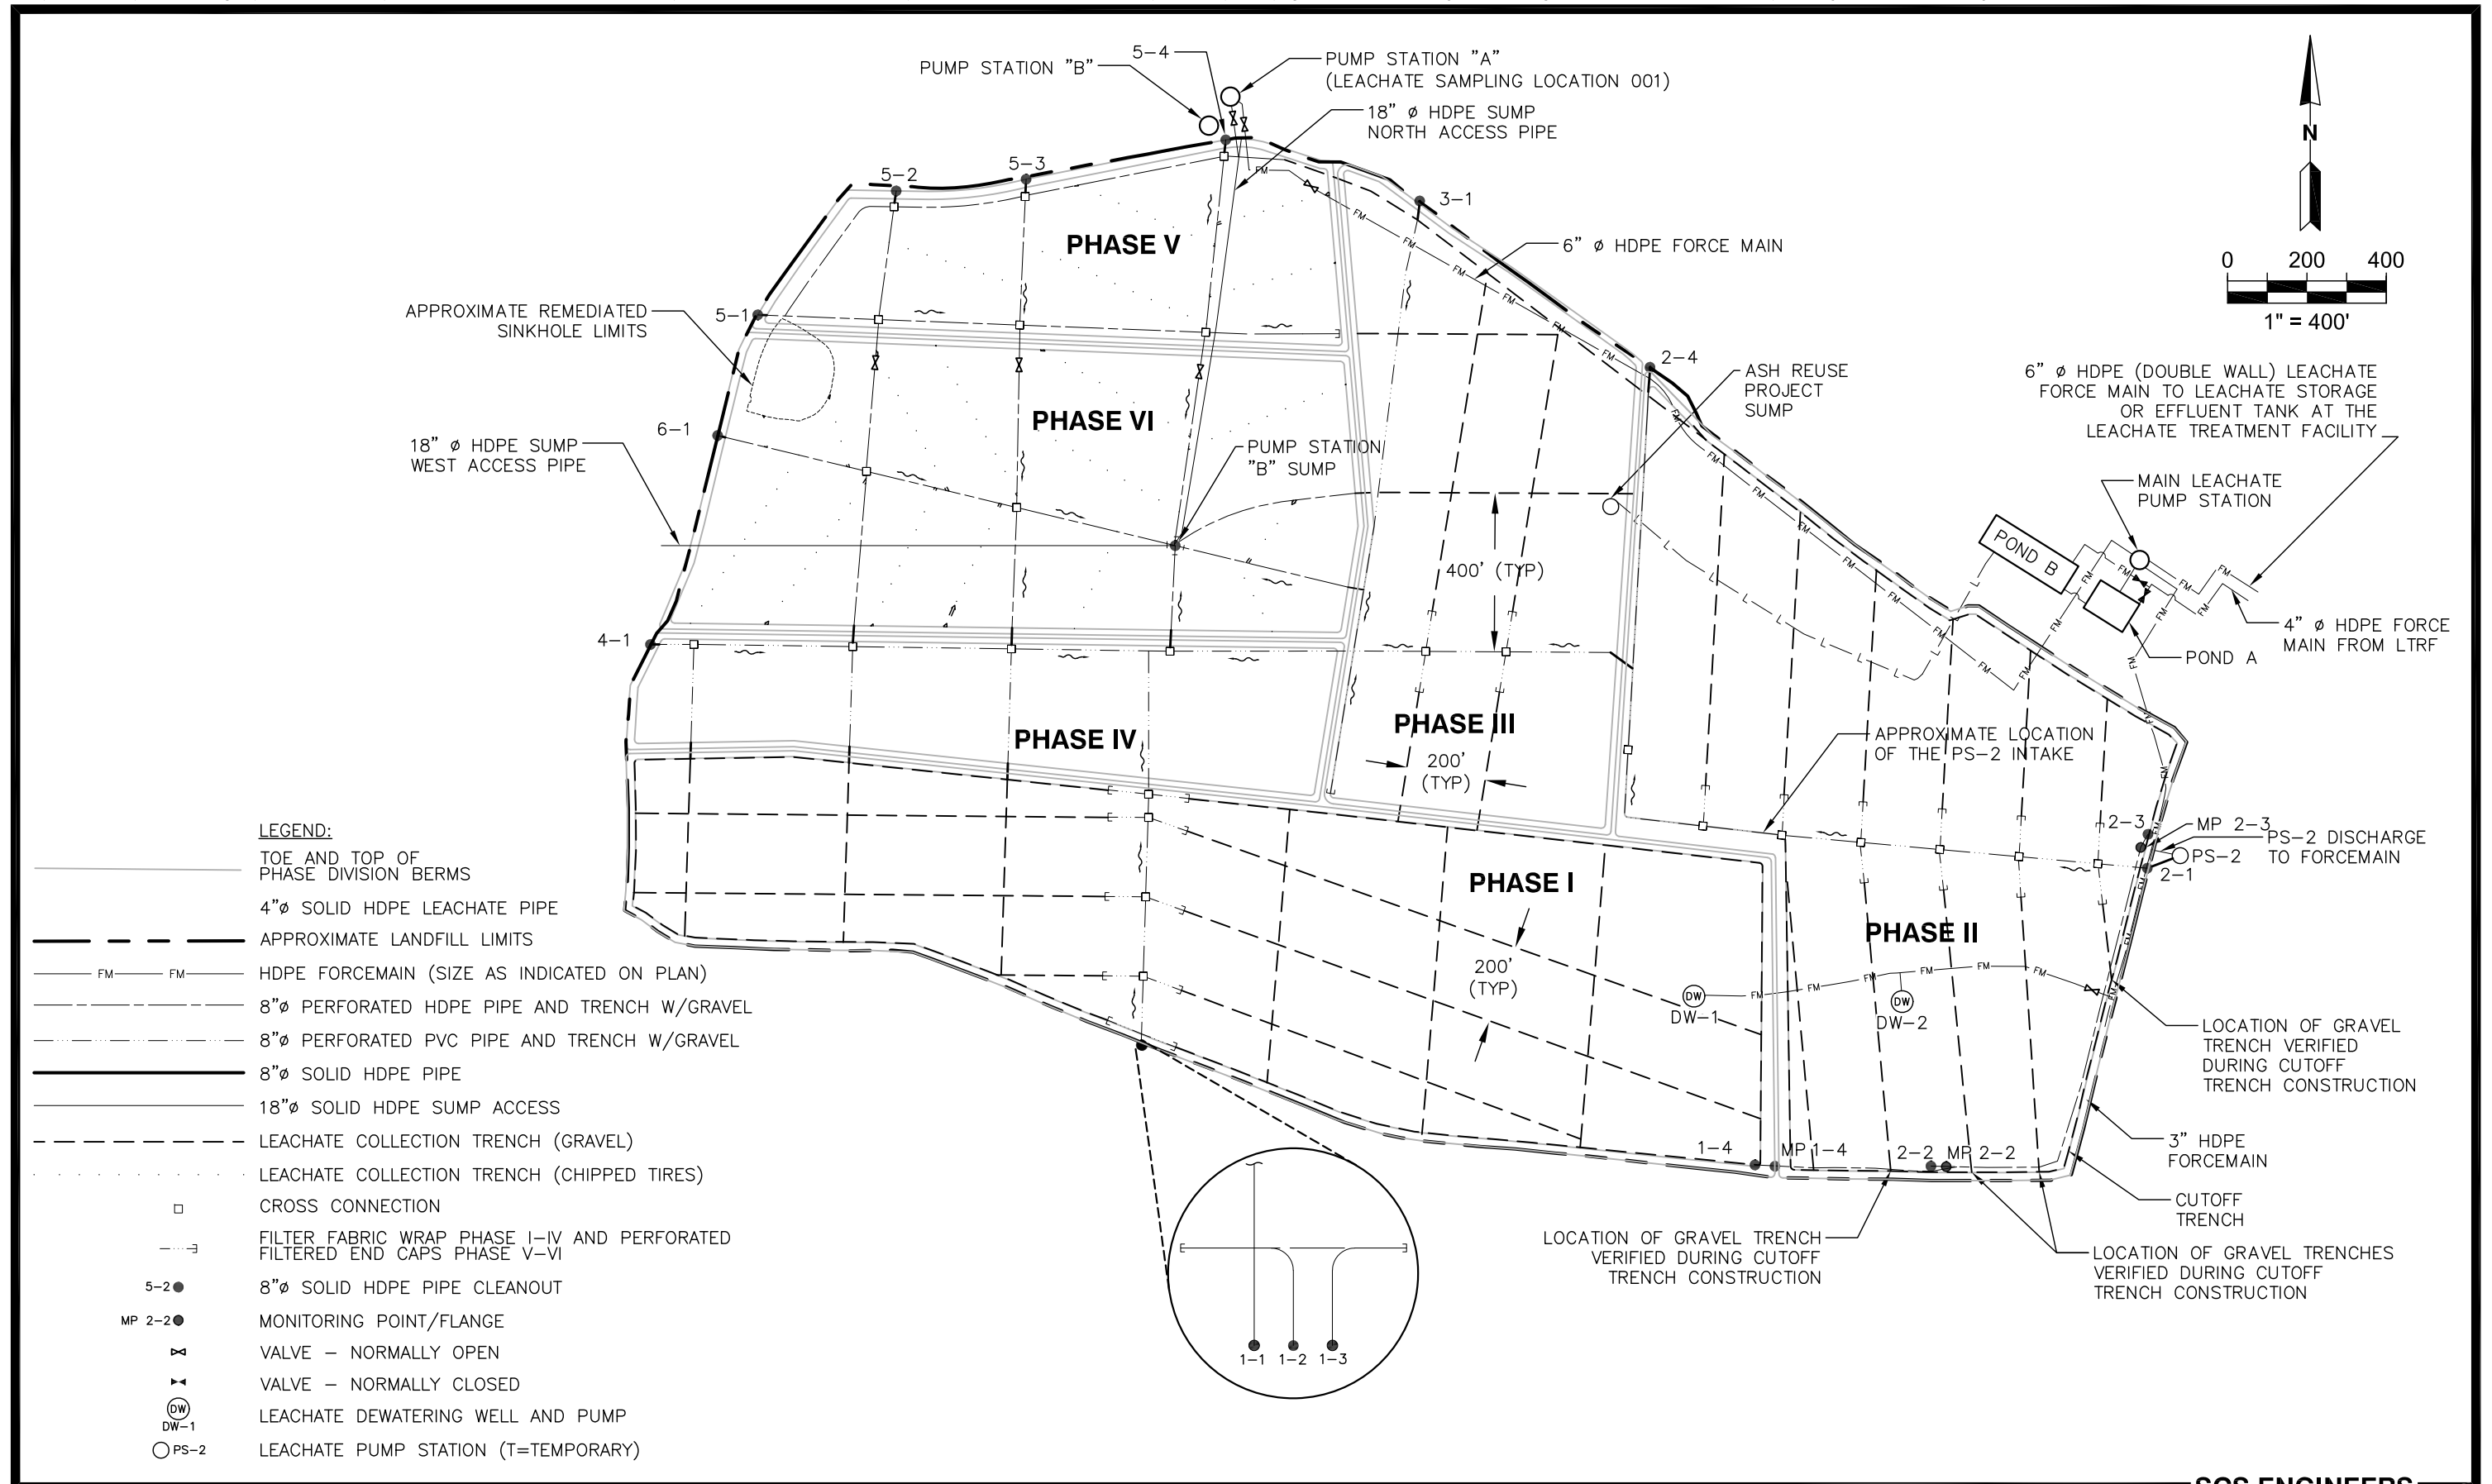 5-4
PUMP STATION "B"
PUMP STATION "A"
(LEACHATE SAMPLING LOCATION 001)
18" ø HDPE SUMP
NORTH ACCESS PIPE
N
0 200 400
1" = 400'
5-2
5-3
3-1
PHASE V
6" ø HDPE FORCE MAIN
APPROXIMATE REMEDIATED
SINKHOLE LIMITS
5-1
2-4
ASH REUSE
PROJECT
SUMP
6" ø HDPE (DOUBLE WALL) LEACHATE
FORCE MAIN TO LEACHATE STORAGE
OR EFFLUENT TANK AT THE
LEACHATE TREATMENT FACILITY
6-1
PHASE VI
18" ø HDPE SUMP
WEST ACCESS PIPE
PUMP STATION
"B" SUMP
MAIN LEACHATE
PUMP STATION
POND B
400' (TYP)
4-1
4" ø HDPE FORCE
MAIN FROM LTRF
POND A
PHASE IV
PHASE III
200'
(TYP)
APPROXIMATE LOCATION
OF THE PS-2 INTAKE
2-3
MP 2-3
PS-2 DISCHARGE
TO FORCEMAIN
PS-2
2-1
PHASE I
200'
(TYP)
PHASE II
DW
DW-1
DW
DW-2
FM
L
LOCATION OF GRAVEL
TRENCH VERIFIED
DURING CUTOFF
TRENCH CONSTRUCTION
3" HDPE
FORCEMAIN
CUTOFF
TRENCH
1-4
MP 1-4
2-2
MP 2-2
LOCATION OF GRAVEL TRENCH
VERIFIED DURING CUTOFF
TRENCH CONSTRUCTION
LOCATION OF GRAVEL TRENCHES
VERIFIED DURING CUTOFF
TRENCH CONSTRUCTION
1-1 1-2 1-3
LEGEND:
TOE AND TOP OF
PHASE DIVISION BERMS
4"ø SOLID HDPE LEACHATE PIPE
APPROXIMATE LANDFILL LIMITS
FM FM HDPE FORCEMAIN (SIZE AS INDICATED ON PLAN)
8"ø PERFORATED HDPE PIPE AND TRENCH W/GRAVEL
8"ø PERFORATED PVC PIPE AND TRENCH W/GRAVEL
8"ø SOLID HDPE PIPE
18"ø SOLID HDPE SUMP ACCESS
LEACHATE COLLECTION TRENCH (GRAVEL)
LEACHATE COLLECTION TRENCH (CHIPPED TIRES)
CROSS CONNECTION
FILTER FABRIC WRAP PHASE I-IV AND PERFORATED
FILTERED END CAPS PHASE V-VI
5-2 8"ø SOLID HDPE PIPE CLEANOUT
MP 2-2 MONITORING POINT/FLANGE
VALVE - NORMALLY OPEN
VALVE - NORMALLY CLOSED
DW
DW-1 LEACHATE DEWATERING WELL AND PUMP
PS-2 LEACHATE PUMP STATION (T=TEMPORARY)
SCS ENGINEERS